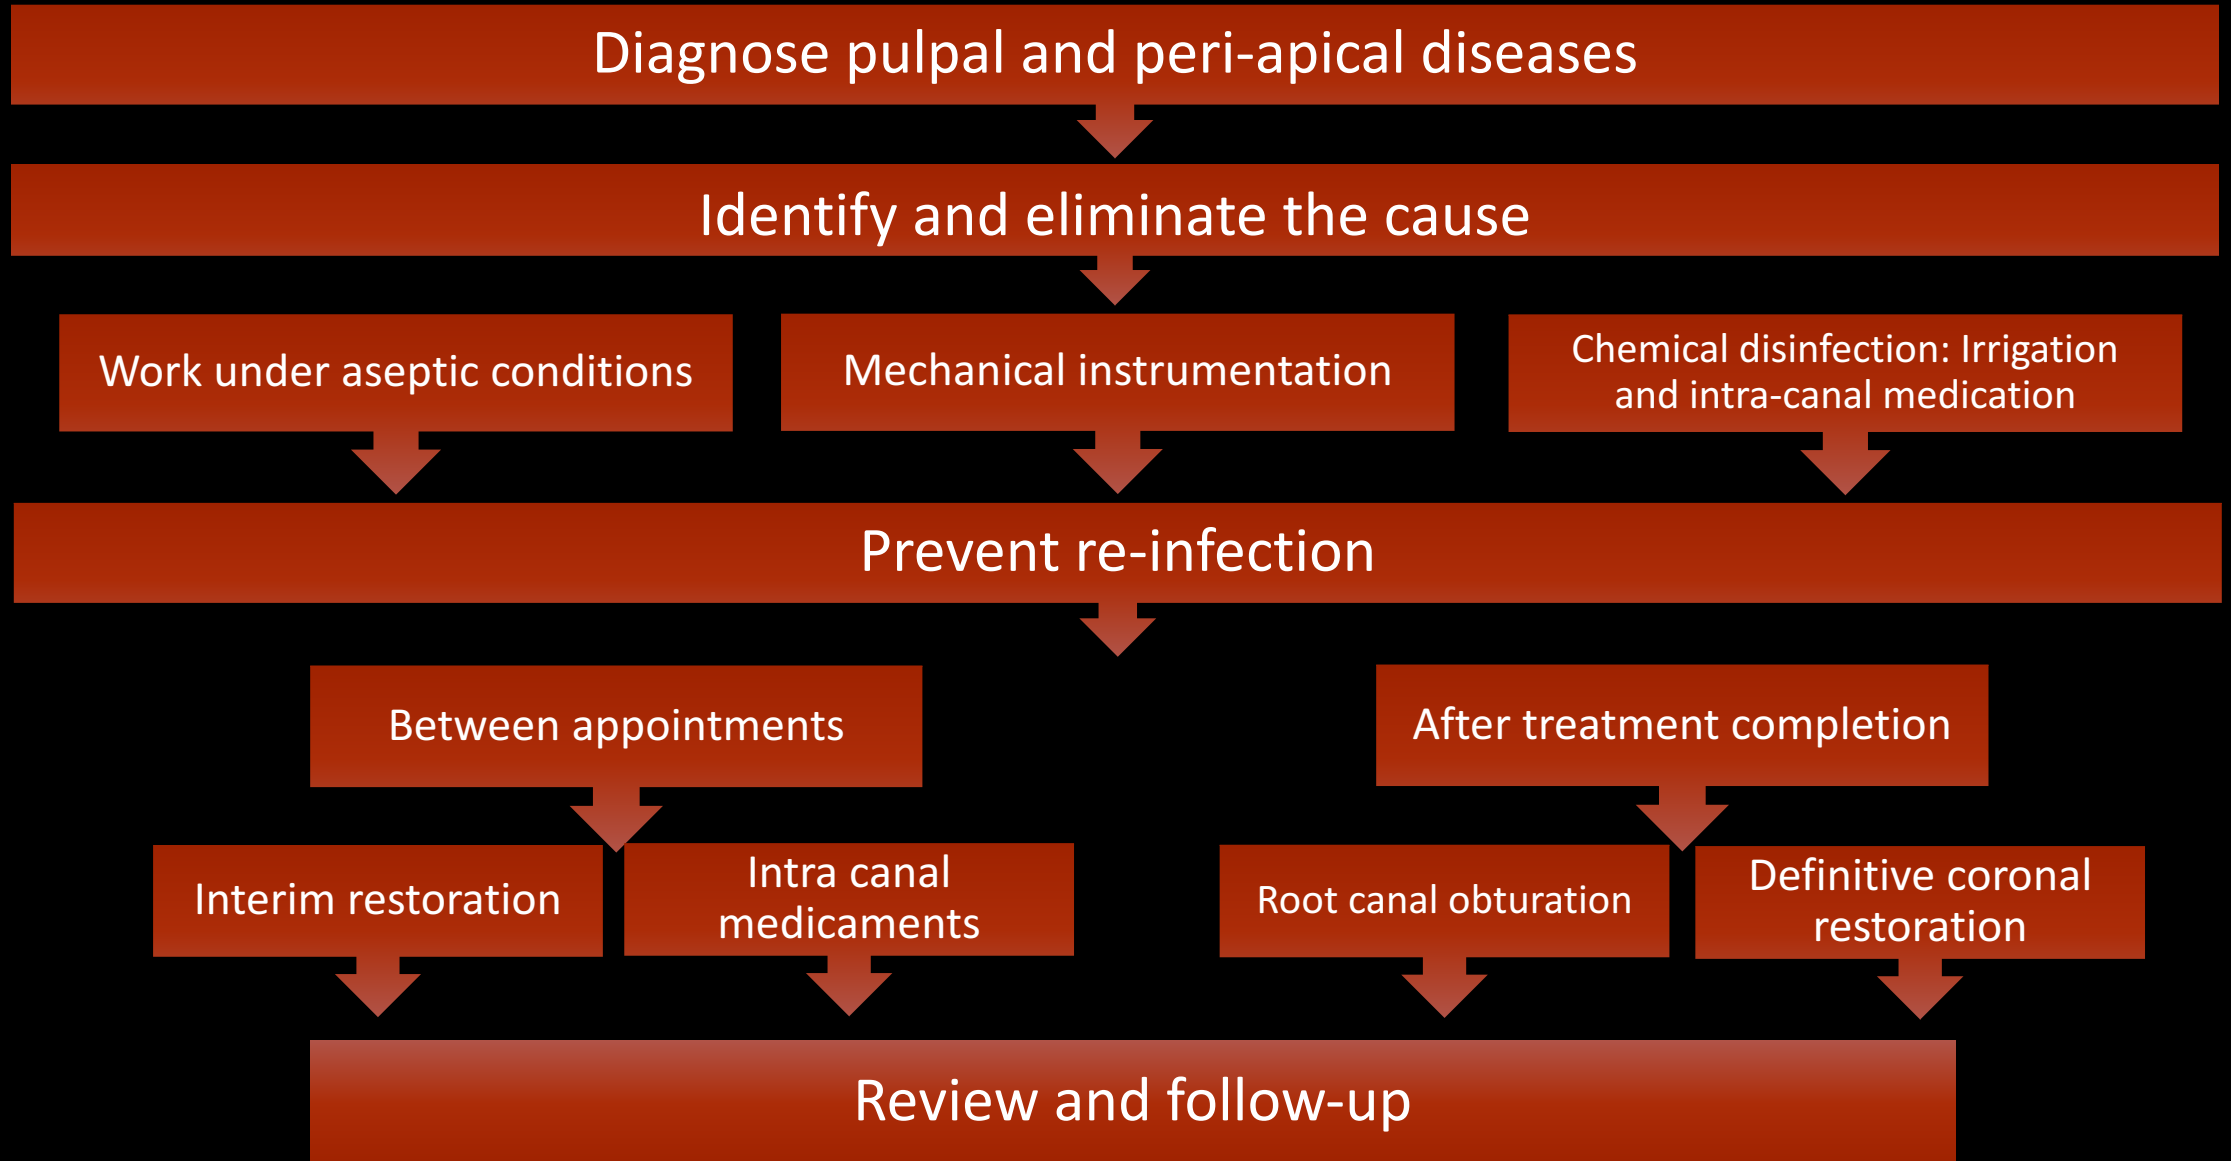 Diagnose pulpal and peri-apical diseases
Identify and eliminate the cause
Work under aseptic conditions
Mechanical instrumentation
Chemical disinfection: Irrigation
and intra-canal medication
Prevent re-infection
Between appointments
After treatment completion
Interim restoration
Intra canal
medicaments
Root canal obturation
Definitive coronal
restoration
Review and follow-up